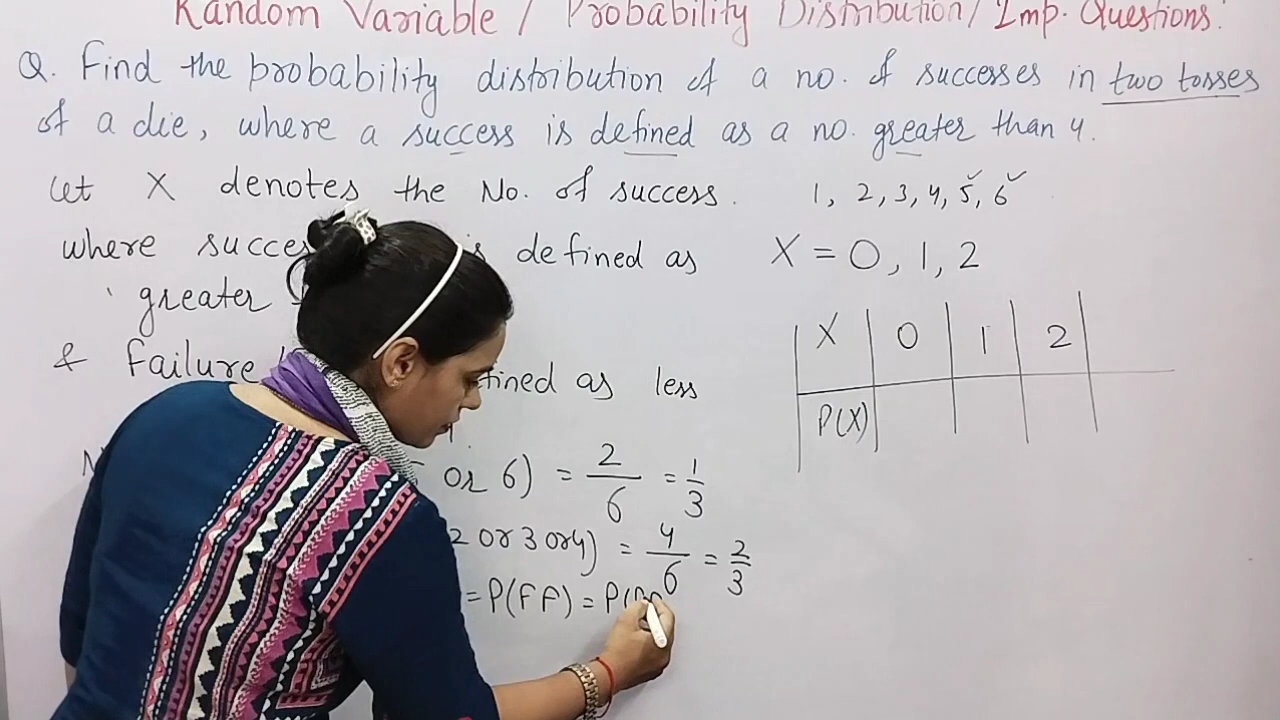 Random Variable / Probability Distribution / Imp. Questions.
Q. Find the probability distribution of a no. of successes in two tosses
of a die, where a success is defined as a no. greater than 4.
Let X denotes the No. of success.
where succes is defined as
greater
& Failure fined as less
or 6) = 2/6 = 1/3
2 or 3 or 4) = 4/6 = 2/3
= P(FF) = P(
1, 2, 3, 4, 5, 6
X = 0, 1, 2
X 0 1 2
P(X)